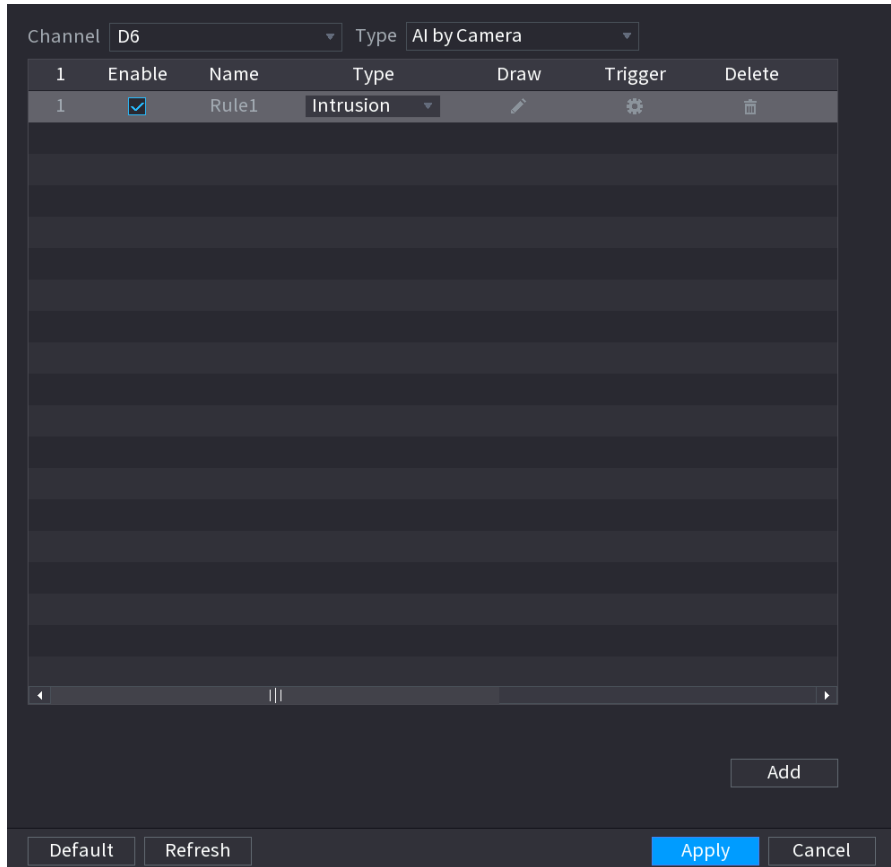 Channel D6 Type AI by Camera
1 Enable Name Type Draw Trigger Delete
1 Rule1 Intrusion
Add
Default Refresh Apply Cancel